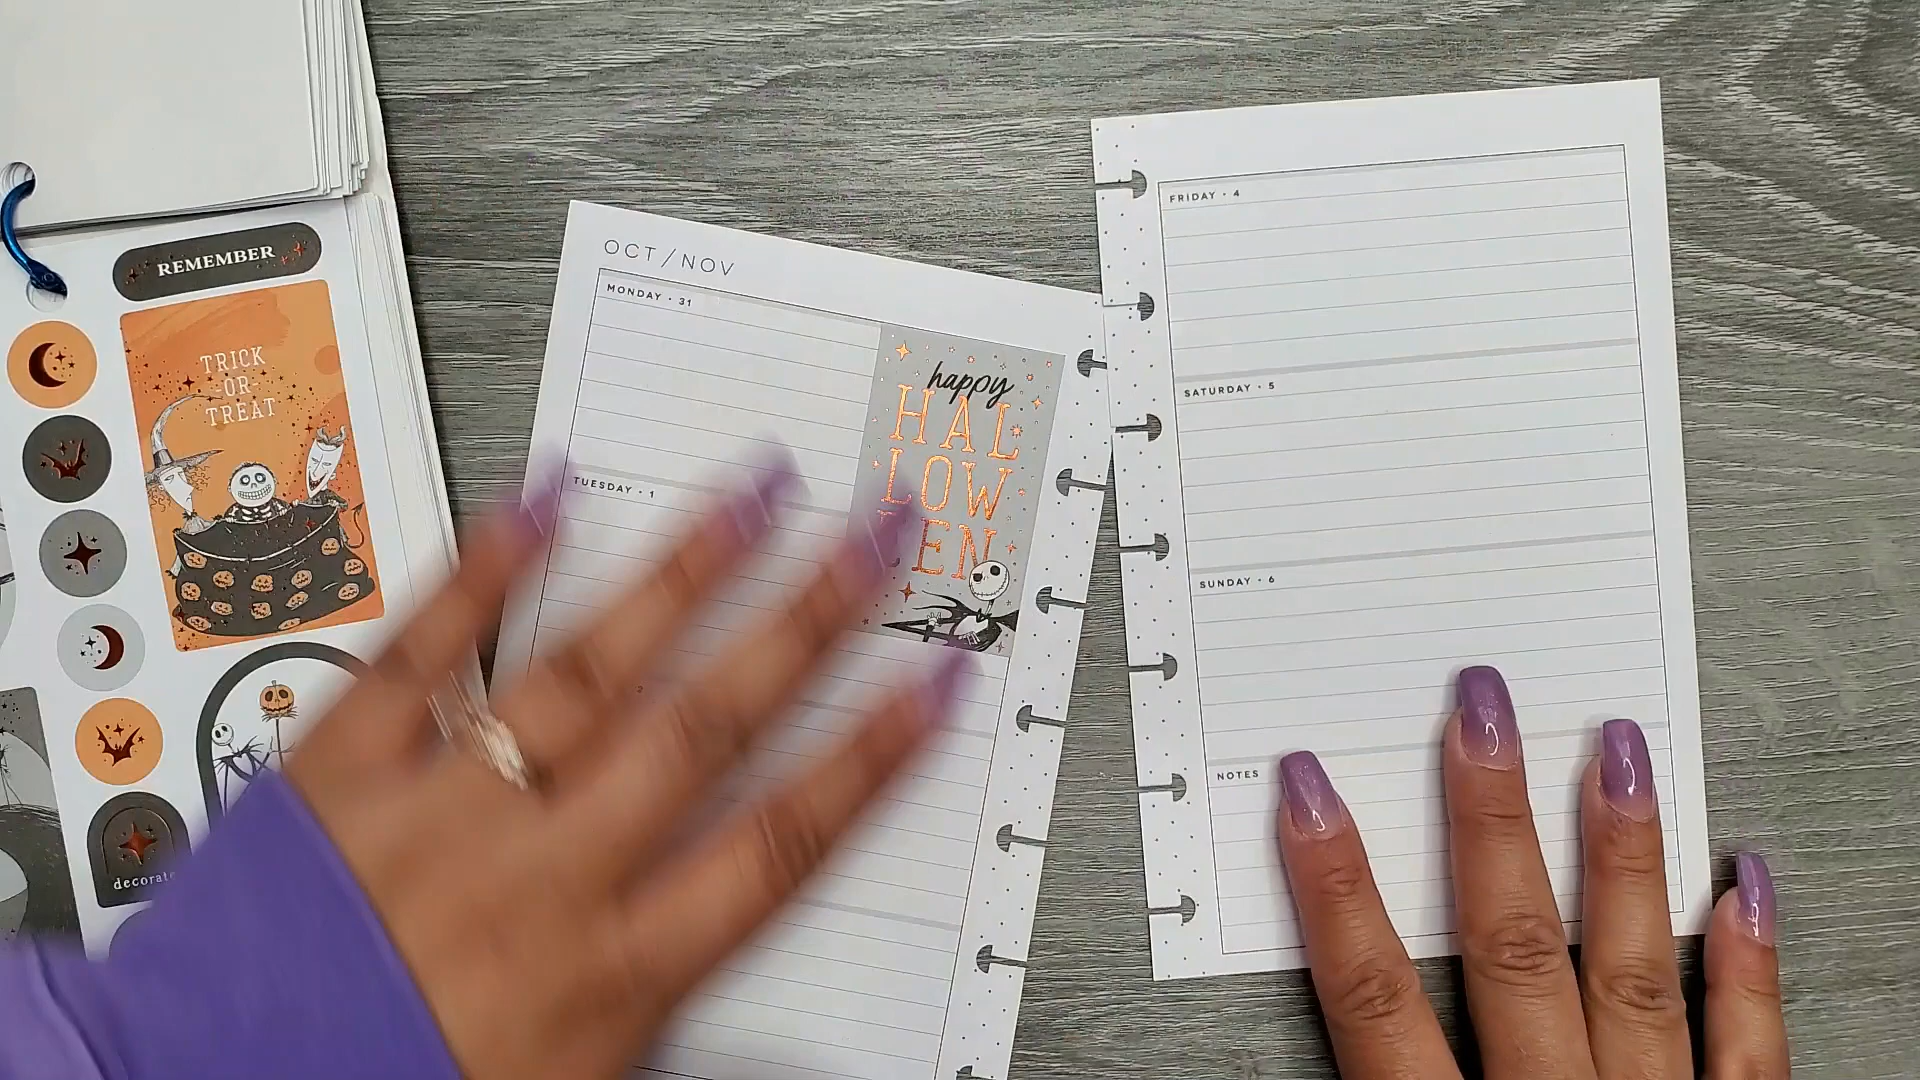 REMEMBER
TRICK
-OR-
TREAT
decorate
OCT/NOV
MONDAY • 31
happy
HAL
LOW
EEN
TUESDAY • 1
2
FRIDAY • 4
SATURDAY • 5
SUNDAY • 6
NOTES